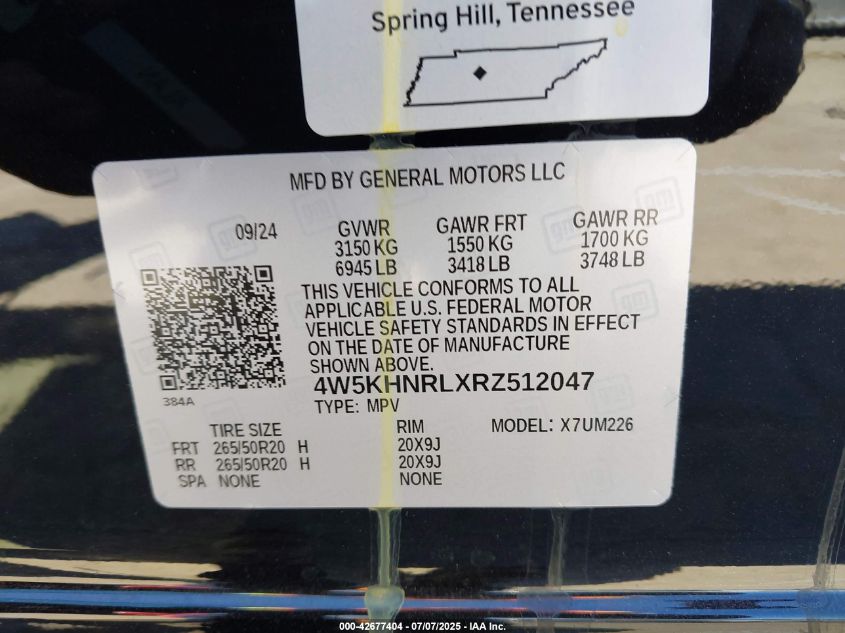 Spring Hill, Tennessee
MFD BY GENERAL MOTORS LLC
09/24 GVWR GAWR FRT GAWR RR
3150 KG 1550 KG 1700 KG
6945 LB 3418 LB 3748 LB
THIS VEHICLE CONFORMS TO ALL
APPLICABLE U.S. FEDERAL MOTOR
VEHICLE SAFETY STANDARDS IN EFFECT
ON THE DATE OF MANUFACTURE
SHOWN ABOVE.
4W5KHNRLXRZ512047
384A
TYPE: MPV
TIRE SIZE RIM MODEL: X7UM226
FRT 265/50R20 H 20X9J
RR 265/50R20 H 20X9J
SPA NONE NONE
000-42677404 - 07/07/2025 - IAA Inc.